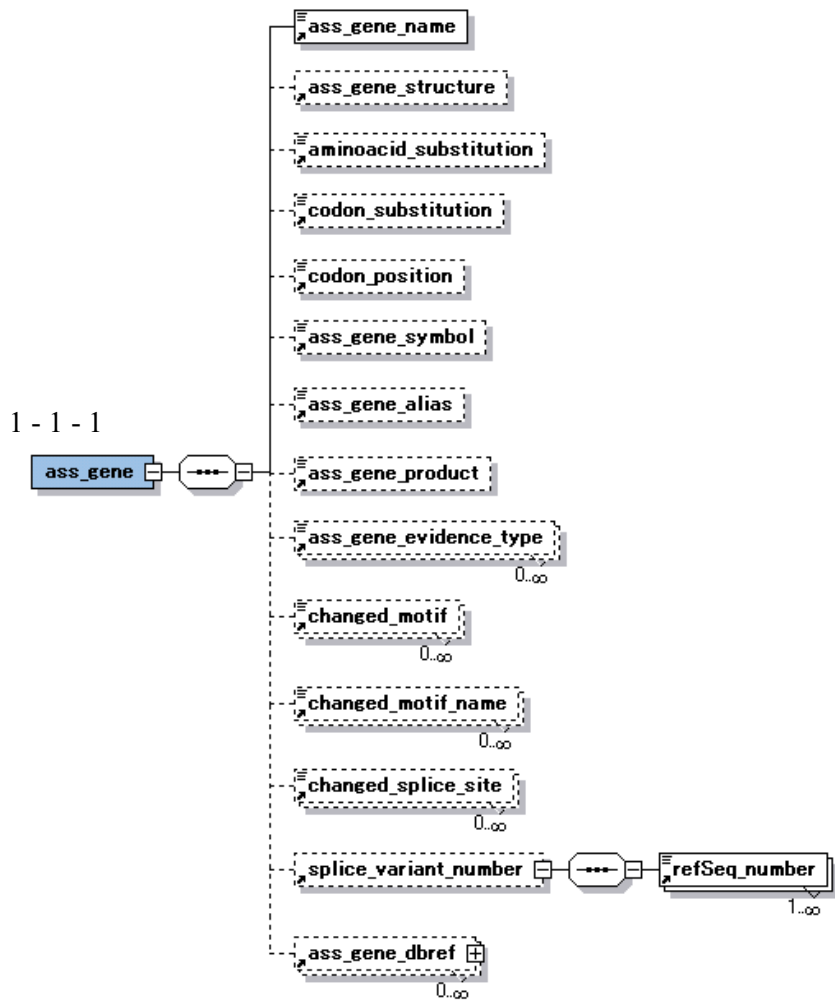 ass_gene_name
ass_gene_structure
aminoacid_substitution
codon_substitution
codon_position
ass_gene_symbol
ass_gene_alias
1 - 1 - 1
ass_gene
ass_gene_product
ass_gene_evidence_type
0..∞
changed_motif
0..∞
changed_motif_name
0..∞
changed_splice_site
0..∞
splice_variant_number
refSeq_number
1..∞
ass_gene_dbref
0..∞